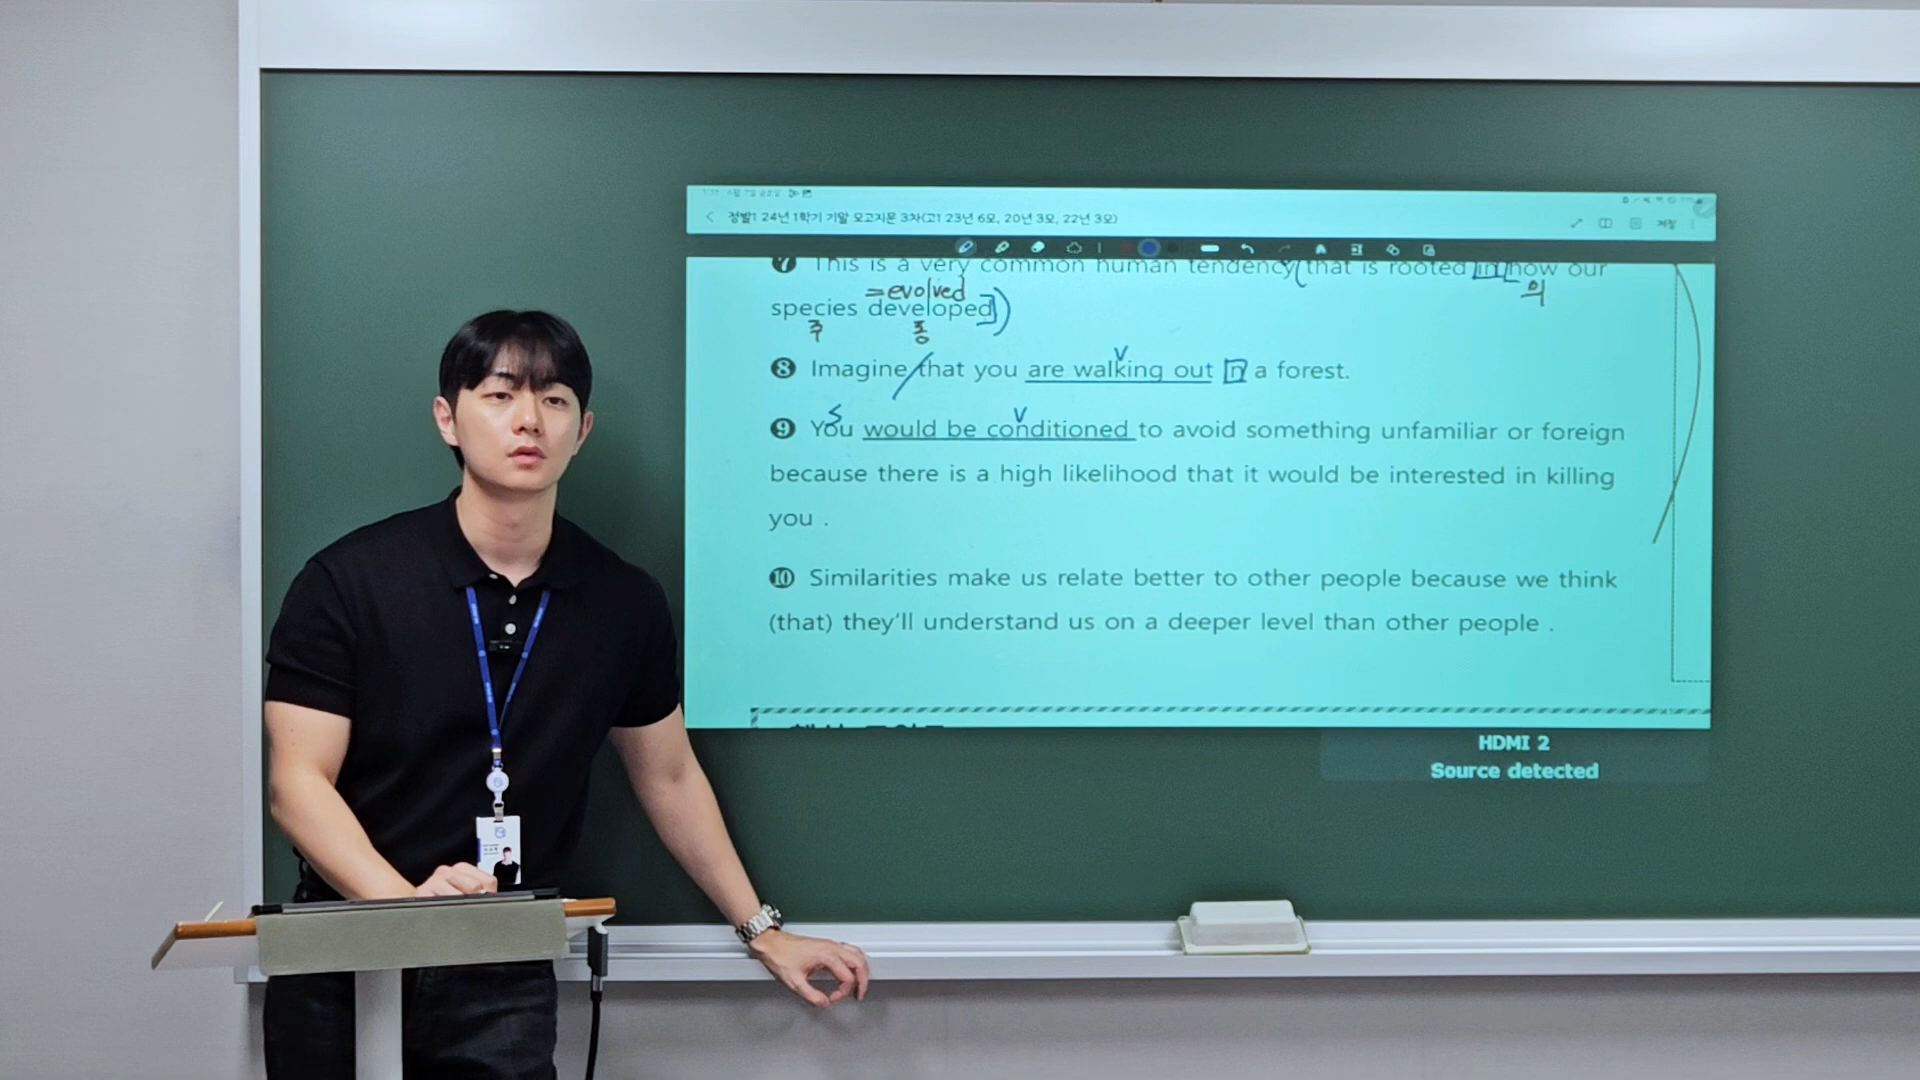 정발1 24년 1학기 기말 모고지문 3차(고1 23년 6모, 20년 3모, 22년 3모)
저장
❼ This is a very common human tendency (that is rooted in [how our
=evolved
의
species developed])
주 동
❽ Imagine / that you are walking out in a forest.
V
S V
❾ You would be conditioned to avoid something unfamiliar or foreign
because there is a high likelihood that it would be interested in killing
you .
❿ Similarities make us relate better to other people because we think
(that) they'll understand us on a deeper level than other people .
HDMI 2
Source detected